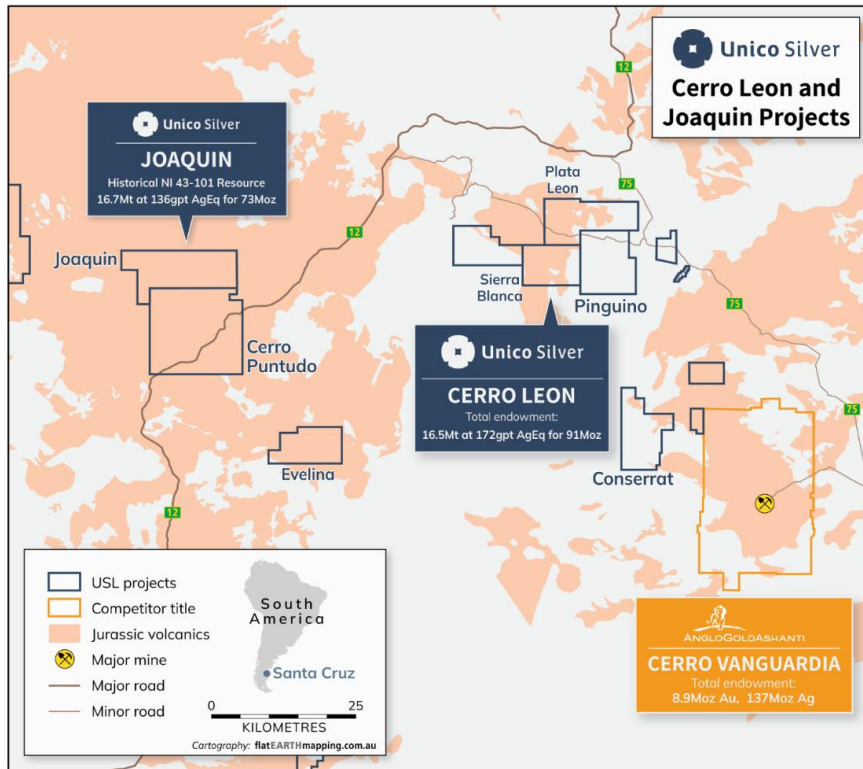 Unico Silver
Cerro Leon and
Joaquin Projects
12
Unico Silver
JOAQUIN
Historical NI 43-101 Resource
16.7Mt at 136gpt AgEq for 73Moz
Plata
Leon
75
12
Joaquin
Sierra
Blanca
Pinguino
75
Cerro
Puntudo
Unico Silver
CERRO LEON
Total endowment:
16.5Mt at 172gpt AgEq for 91Moz
75
Evelina
Conserrat
12
USL projects
Competitor title
Jurassic volcanics
Major mine
Major road
Minor road
South
America
Santa Cruz
0 25
KILOMETRES
Cartography: flatEARTHmapping.com.au
ANGLOGOLDASHANTI
CERRO VANGUARDIA
Total endowment:
8.9Moz Au, 137Moz Ag